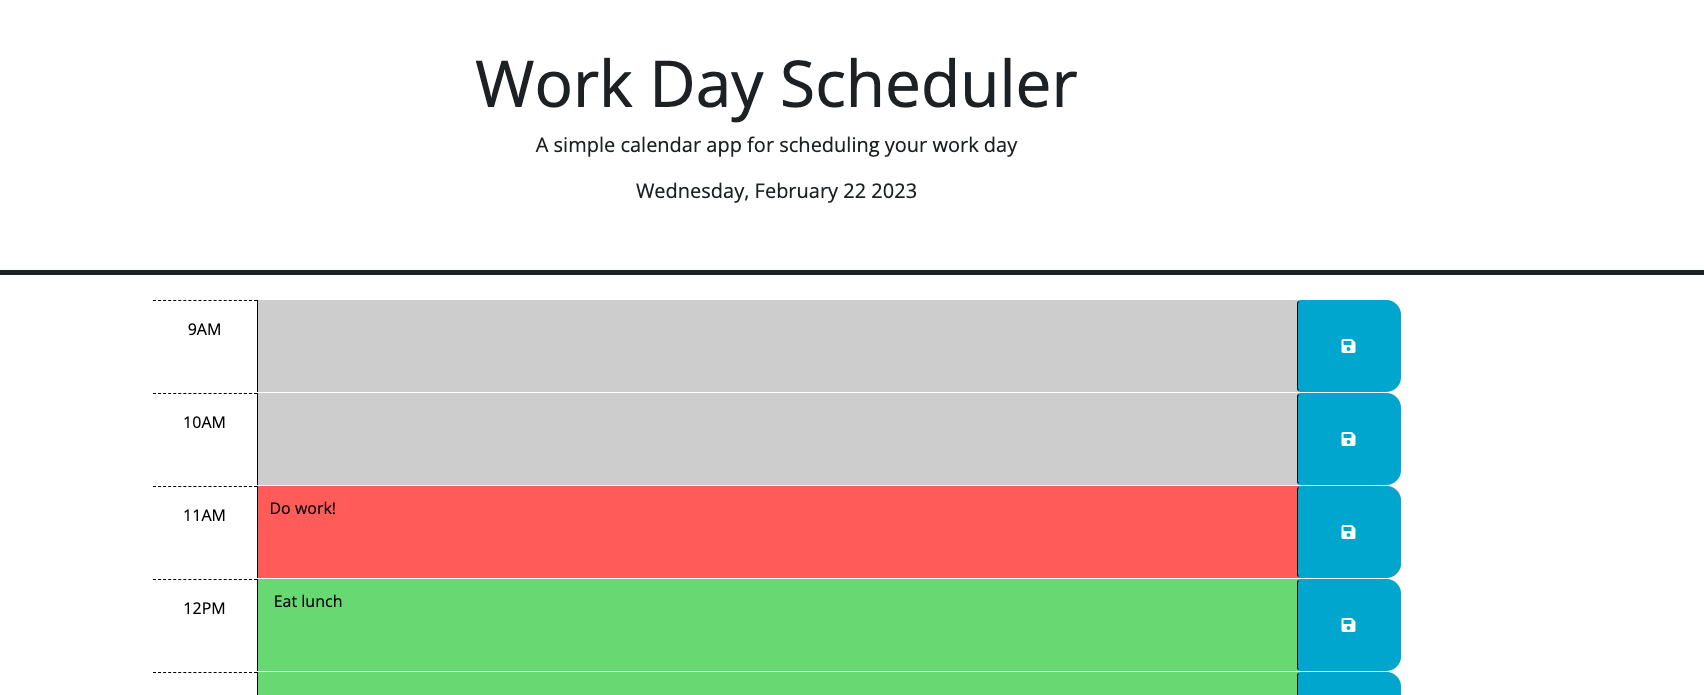 Work Day Scheduler
A simple calendar app for scheduling your work day
Wednesday, February 22 2023
9AM
10AM
11AM
Do work!
12PM
Eat lunch